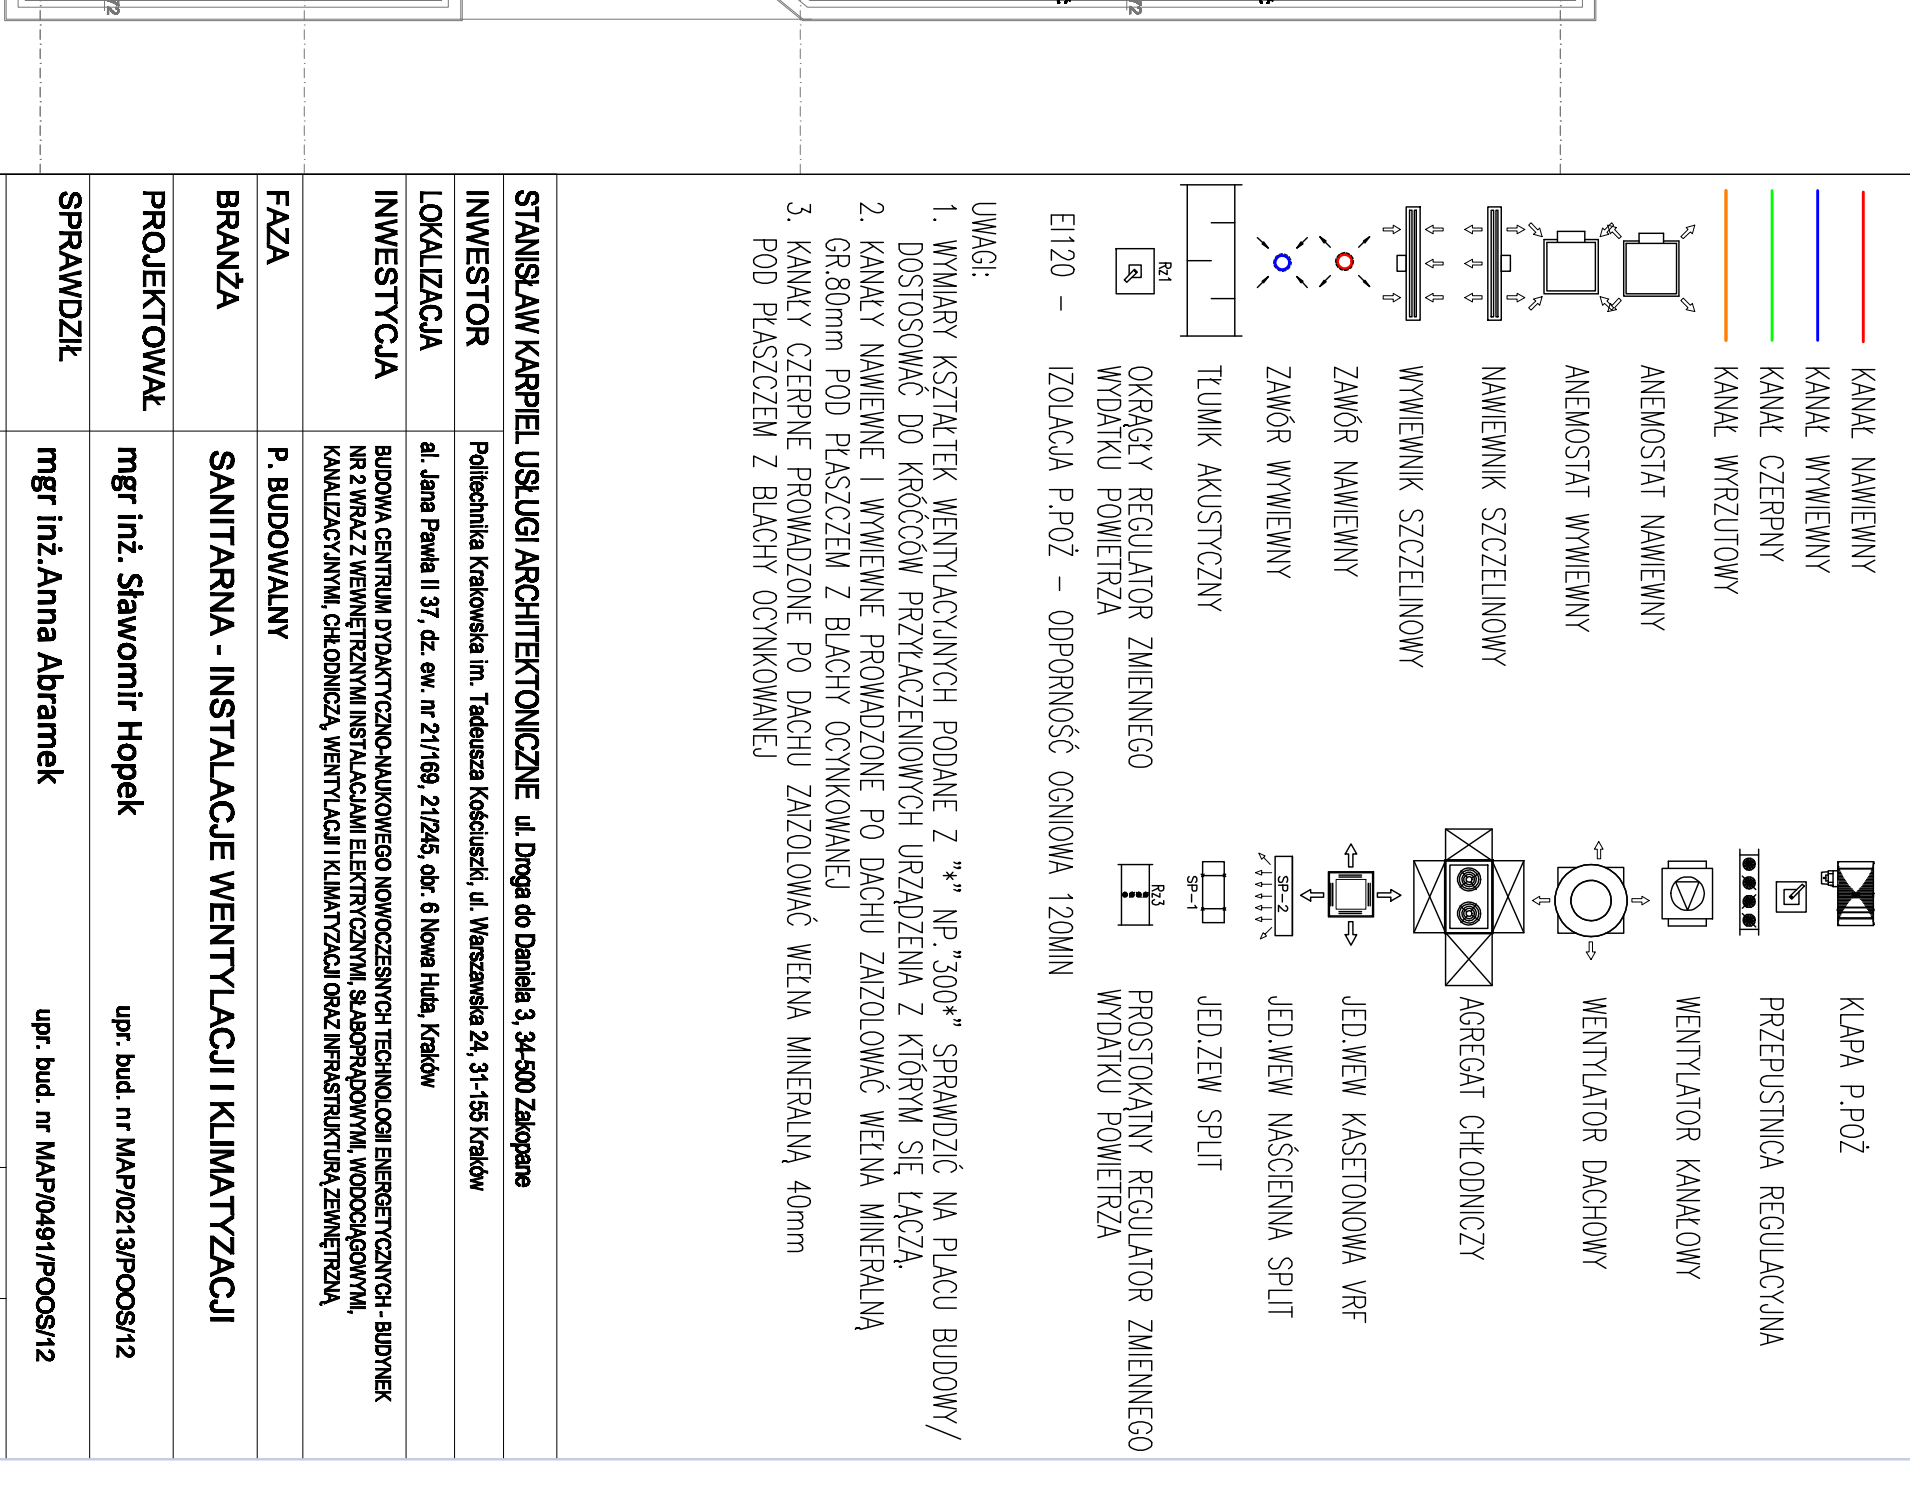 KANAŁ NAWIEWNY
KANAŁ WYWIEWNY
KANAŁ CZERPNY
KANAŁ WYRZUTOWY
ANEMOSTAT NAWIEWNY
ANEMOSTAT WYWIEWNY
NAWIEWNIK SZCZELINOWY
WYWIEWNIK SZCZELINOWY
ZAWÓR NAWIEWNY
ZAWÓR WYWIEWNY
TŁUMIK AKUSTYCZNY
Rz1
OKRĄGŁY REGULATOR ZMIENNEGO
WYDATKU POWIETRZA
EI120 – IZOLACJA P.POŻ – ODPORNOŚĆ OGNIOWA 120MIN
KLAPA P.POŻ
PRZEPUSTNICA REGULACYJNA
WENTYLATOR KANAŁOWY
WENTYLATOR DACHOWY
AGREGAT CHŁODNICZY
JED.WEW KASETONOWA VRF
SP-2
JED.WEW NAŚCIENNA SPLIT
SP-1
JED.ZEW SPLIT
Rz3
PROSTOKĄTNY REGULATOR ZMIENNEGO
WYDATKU POWIETRZA
UWAGI:
1. WYMIARY KSZTAŁTEK WENTYLACYJNYCH PODANE Z "*" NP."300*" SPRAWDZIĆ NA PLACU BUDOWY/
DOSTOSOWAĆ DO KRÓĆCÓW PRZYŁACZENIOWYCH URZĄDZENIA Z KTÓRYM SIĘ ŁĄCZĄ.
2. KANAŁY NAWIEWNE I WYWIEWNE PROWADZONE PO DACHU ZAIZOLOWAĆ WEŁNA MINERALNĄ
GR.80mm POD PŁASZCZEM Z BLACHY OCYNKOWANEJ
3. KANAŁY CZERPNE PROWADZONE PO DACHU ZAIZOLOWAĆ WEŁNA MINERALNĄ 40mm
POD PŁASZCZEM Z BLACHY OCYNKOWANEJ
STANISŁAW KARPIEL USŁUGI ARCHITEKTONICZNE ul. Droga do Daniela 3, 34-500 Zakopane
INWESTOR Politechnika Krakowska im. Tadeusza Kościuszki, ul. Warszawska 24, 31-155 Kraków
LOKALIZACJA al. Jana Pawła II 37, dz. ew. nr 21/169, 21/245, obr. 6 Nowa Huta, Kraków
INWESTYCJA BUDOWA CENTRUM DYDAKTYCZNO-NAUKOWEGO NOWOCZESNYCH TECHNOLOGII ENERGETYCZNYCH - BUDYNEK
NR 2 WRAZ Z WEWNĘTRZNYMI INSTALACJAMI ELEKTRYCZNYMI, SŁABOPRĄDOWYMI, WODOCIĄGOWYMI,
KANALIZACYJNYMI, CHŁODNICZĄ, WENTYLACJI I KLIMATYZACJI ORAZ INFRASTRUKTURĄ ZEWNĘTRZNĄ
FAZA P. BUDOWALNY
BRANŻA SANITARNA - INSTALACJE WENTYLACJI I KLIMATYZACJI
PROJEKTOWAŁ mgr inż. Sławomir Hopek upr. bud. nr MAP/0213/POOS/12
SPRAWDZIŁ mgr inż.Anna Abramek upr. bud. nr MAP/0491/POOS/12